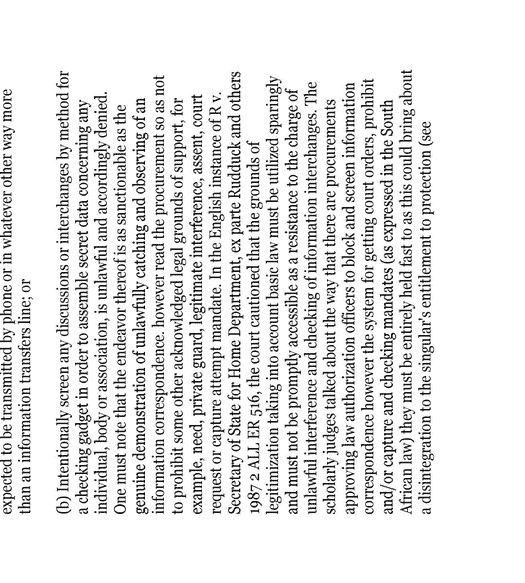 expected to be transmitted by phone or in whatever other way more
than an information transfers line; or
(b) Intentionally screen any discussions or interchanges by method for
a checking gadget in order to assemble secret data concerning any
individual, body or association, is unlawful and accordingly denied.
One must note that the endeavor thereof is as sanctionable as the
genuine demonstration of unlawfully catching and observing of an
information correspondence. however read the procurement so as not
to prohibit some other acknowledged legal grounds of support, for
example, need, private guard, legitimate interference, assent, court
request or capture attempt mandate. In the English instance of R v.
Secretary of State for Home Department, ex parte Rudduck and others
1987 2 ALL ER 516, the court cautioned that the grounds of
legitimization taking into account basic law must be utilized sparingly
and must not be promptly accessible as a resistance to the charge of
unlawful interference and checking of information interchanges. The
scholarly judges talked about the way that there are procurements
approving law authorization officers to block and screen information
correspondence however the system for getting court orders, prohibit
and/or capture and checking mandates (as expressed in the South
African law) they must be entirely held fast to as this could bring about
a disintegration to the singular's entitlement to protection (see